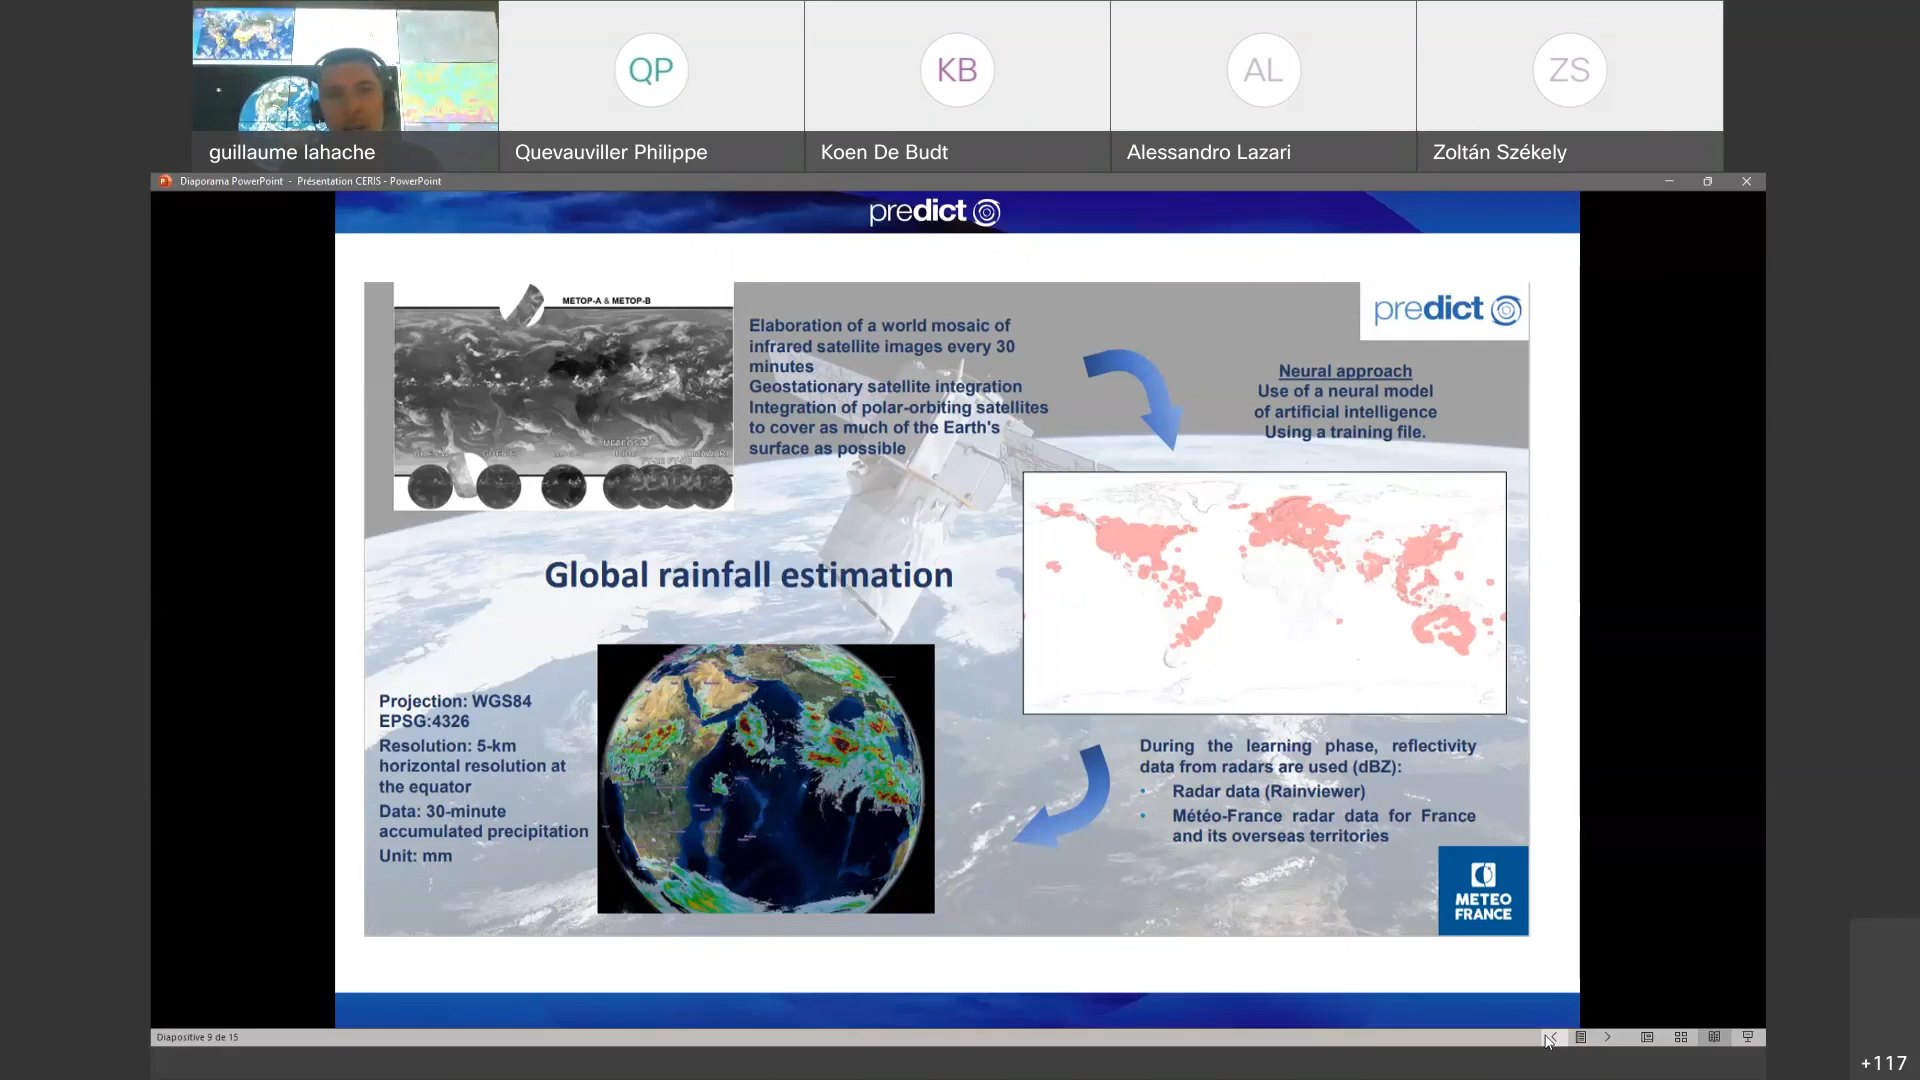 QP
KB
AL
ZS
guillaume lahache
Quevauviller Philippe
Koen De Budt
Alessandro Lazari
Zoltán Székely
Diaporama PowerPoint - Présentation CERIS - PowerPoint
predict
METOP-A & METOP-B
Elaboration of a world mosaic of
infrared satellite images every 30
minutes
Geostationary satellite integration
Integration of polar-orbiting satellites
to cover as much of the Earth's
surface as possible
predict
Neural approach
Use of a neural model
of artificial intelligence
Using a training file.
Global rainfall estimation
Projection: WGS84
EPSG:4326
Resolution: 5-km
horizontal resolution at
the equator
Data: 30-minute
accumulated precipitation
Unit: mm
During the learning phase, reflectivity
data from radars are used (dBZ):
• Radar data (Rainviewer)
• Météo-France radar data for France
and its overseas territories
METEO
FRANCE
Diapositive 9 de 15
+117